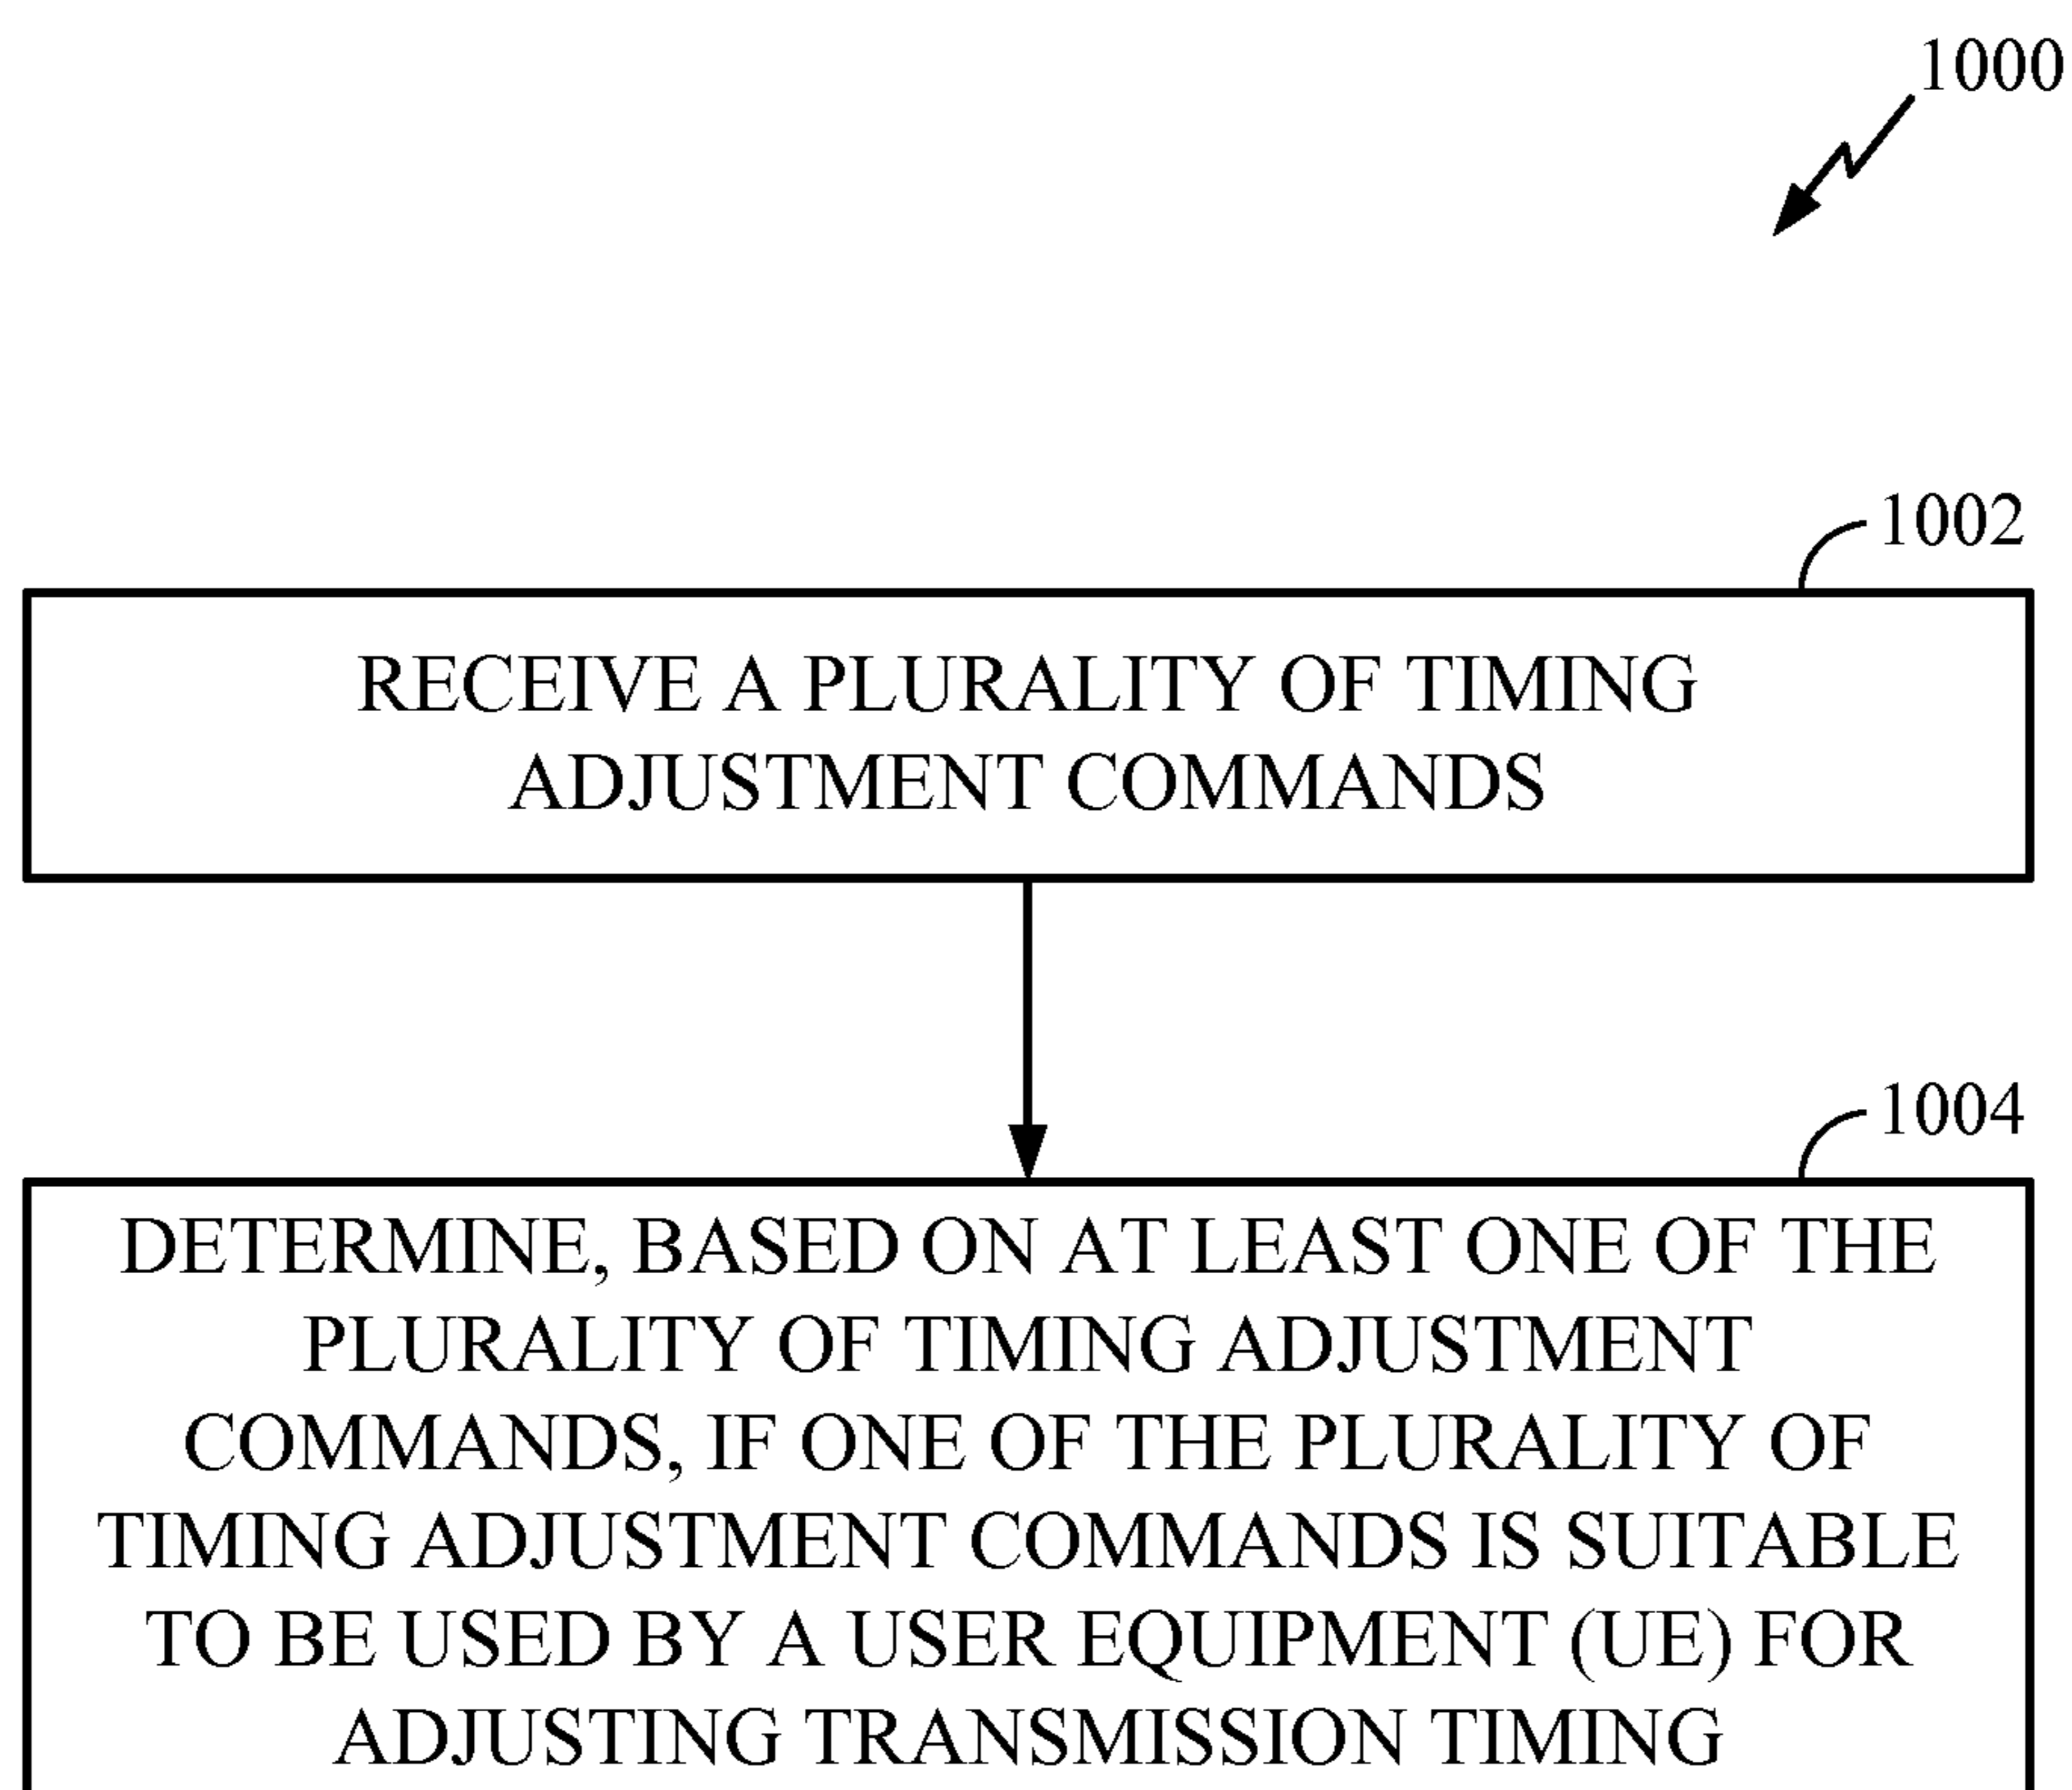 1000
1002
RECEIVE A PLURALITY OF TIMING
ADJUSTMENT COMMANDS
1004
DETERMINE, BASED ON AT LEAST ONE OF THE
PLURALITY OF TIMING ADJUSTMENT
COMMANDS, IF ONE OF THE PLURALITY OF
TIMING ADJUSTMENT COMMANDS IS SUITABLE
TO BE USED BY A USER EQUIPMENT (UE) FOR
ADJUSTING TRANSMISSION TIMING